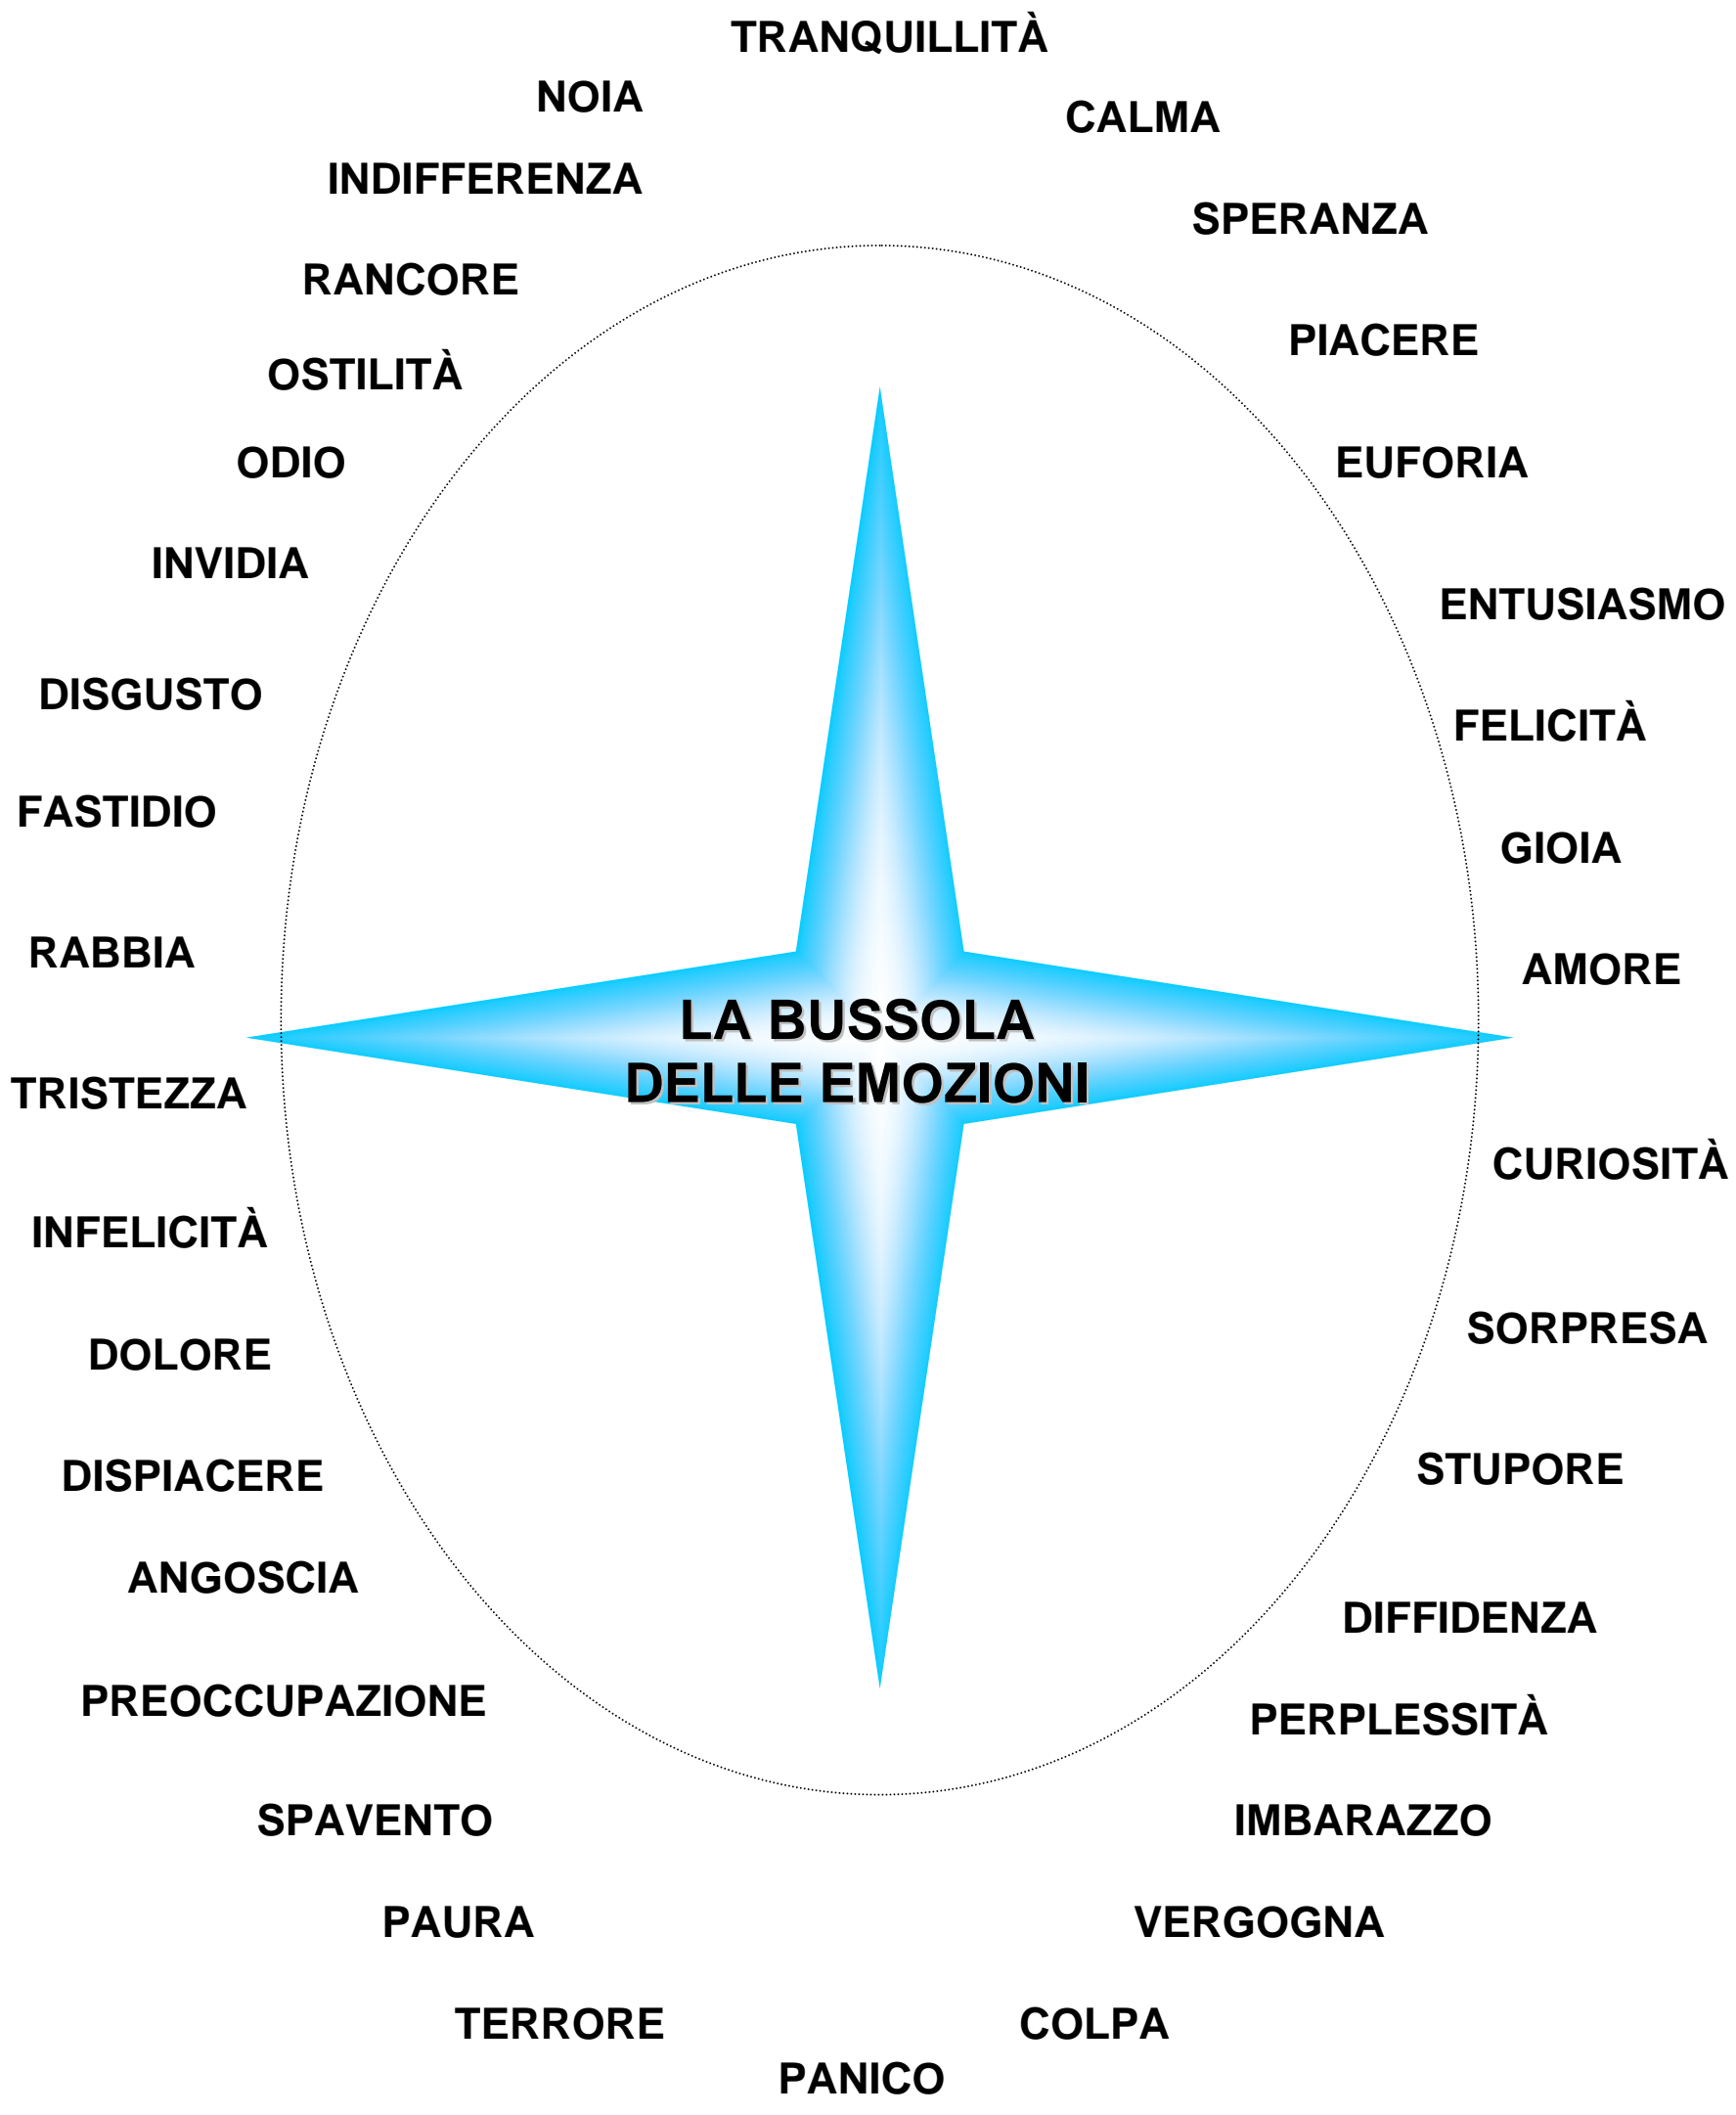 TRANQUILLITÀ
NOIA
CALMA
INDIFFERENZA
SPERANZA
RANCORE
PIACERE
OSTILITÀ
ODIO
EUFORIA
INVIDIA
ENTUSIASMO
DISGUSTO
FELICITÀ
FASTIDIO
GIOIA
RABBIA
AMORE
LA BUSSOLA
DELLE EMOZIONI
TRISTEZZA
CURIOSITÀ
INFELICITÀ
SORPRESA
DOLORE
STUPORE
DISPIACERE
ANGOSCIA
DIFFIDENZA
PREOCCUPAZIONE
PERPLESSITÀ
SPAVENTO
IMBARAZZO
PAURA
VERGOGNA
TERRORE
COLPA
PANICO